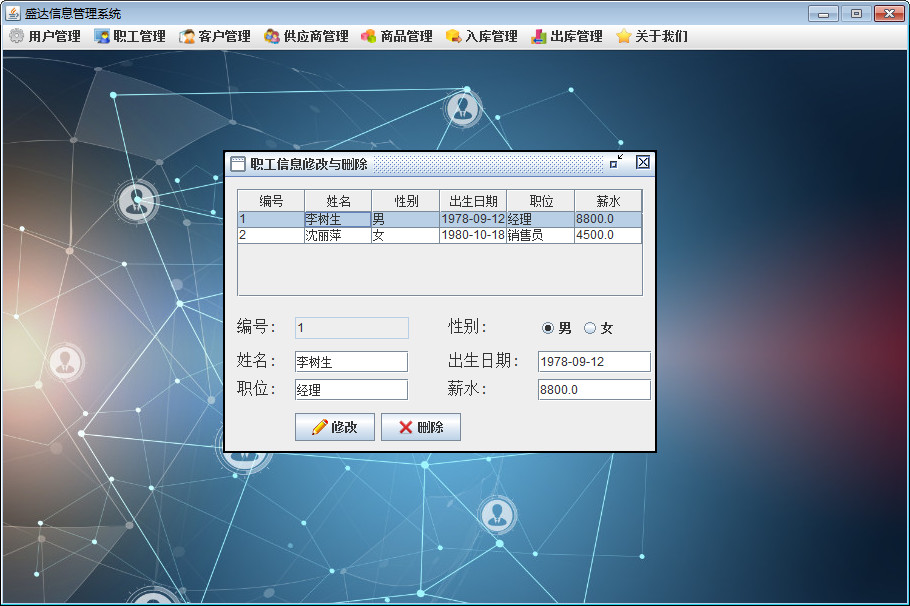 盛达信息管理系统
用户管理 职工管理 客户管理 供应商管理 商品管理 入库管理 出库管理 关于我们
职工信息修改与删除
编号 姓名 性别 出生日期 职位 薪水
1 李树生 男 1978-09-12 经理 8800.0
2 沈丽萍 女 1980-10-18 销售员 4500.0
编号： 1 性别： 男 女
姓名： 李树生 出生日期： 1978-09-12
职位： 经理 薪水： 8800.0
修改 删除